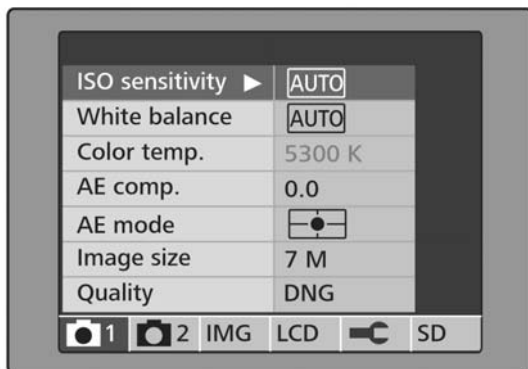 ISO sensitivity ▶ AUTO
White balance AUTO
Color temp. 5300 K
AE comp. 0.0
AE mode
Image size 7 M
Quality DNG
1 2 IMG LCD SD